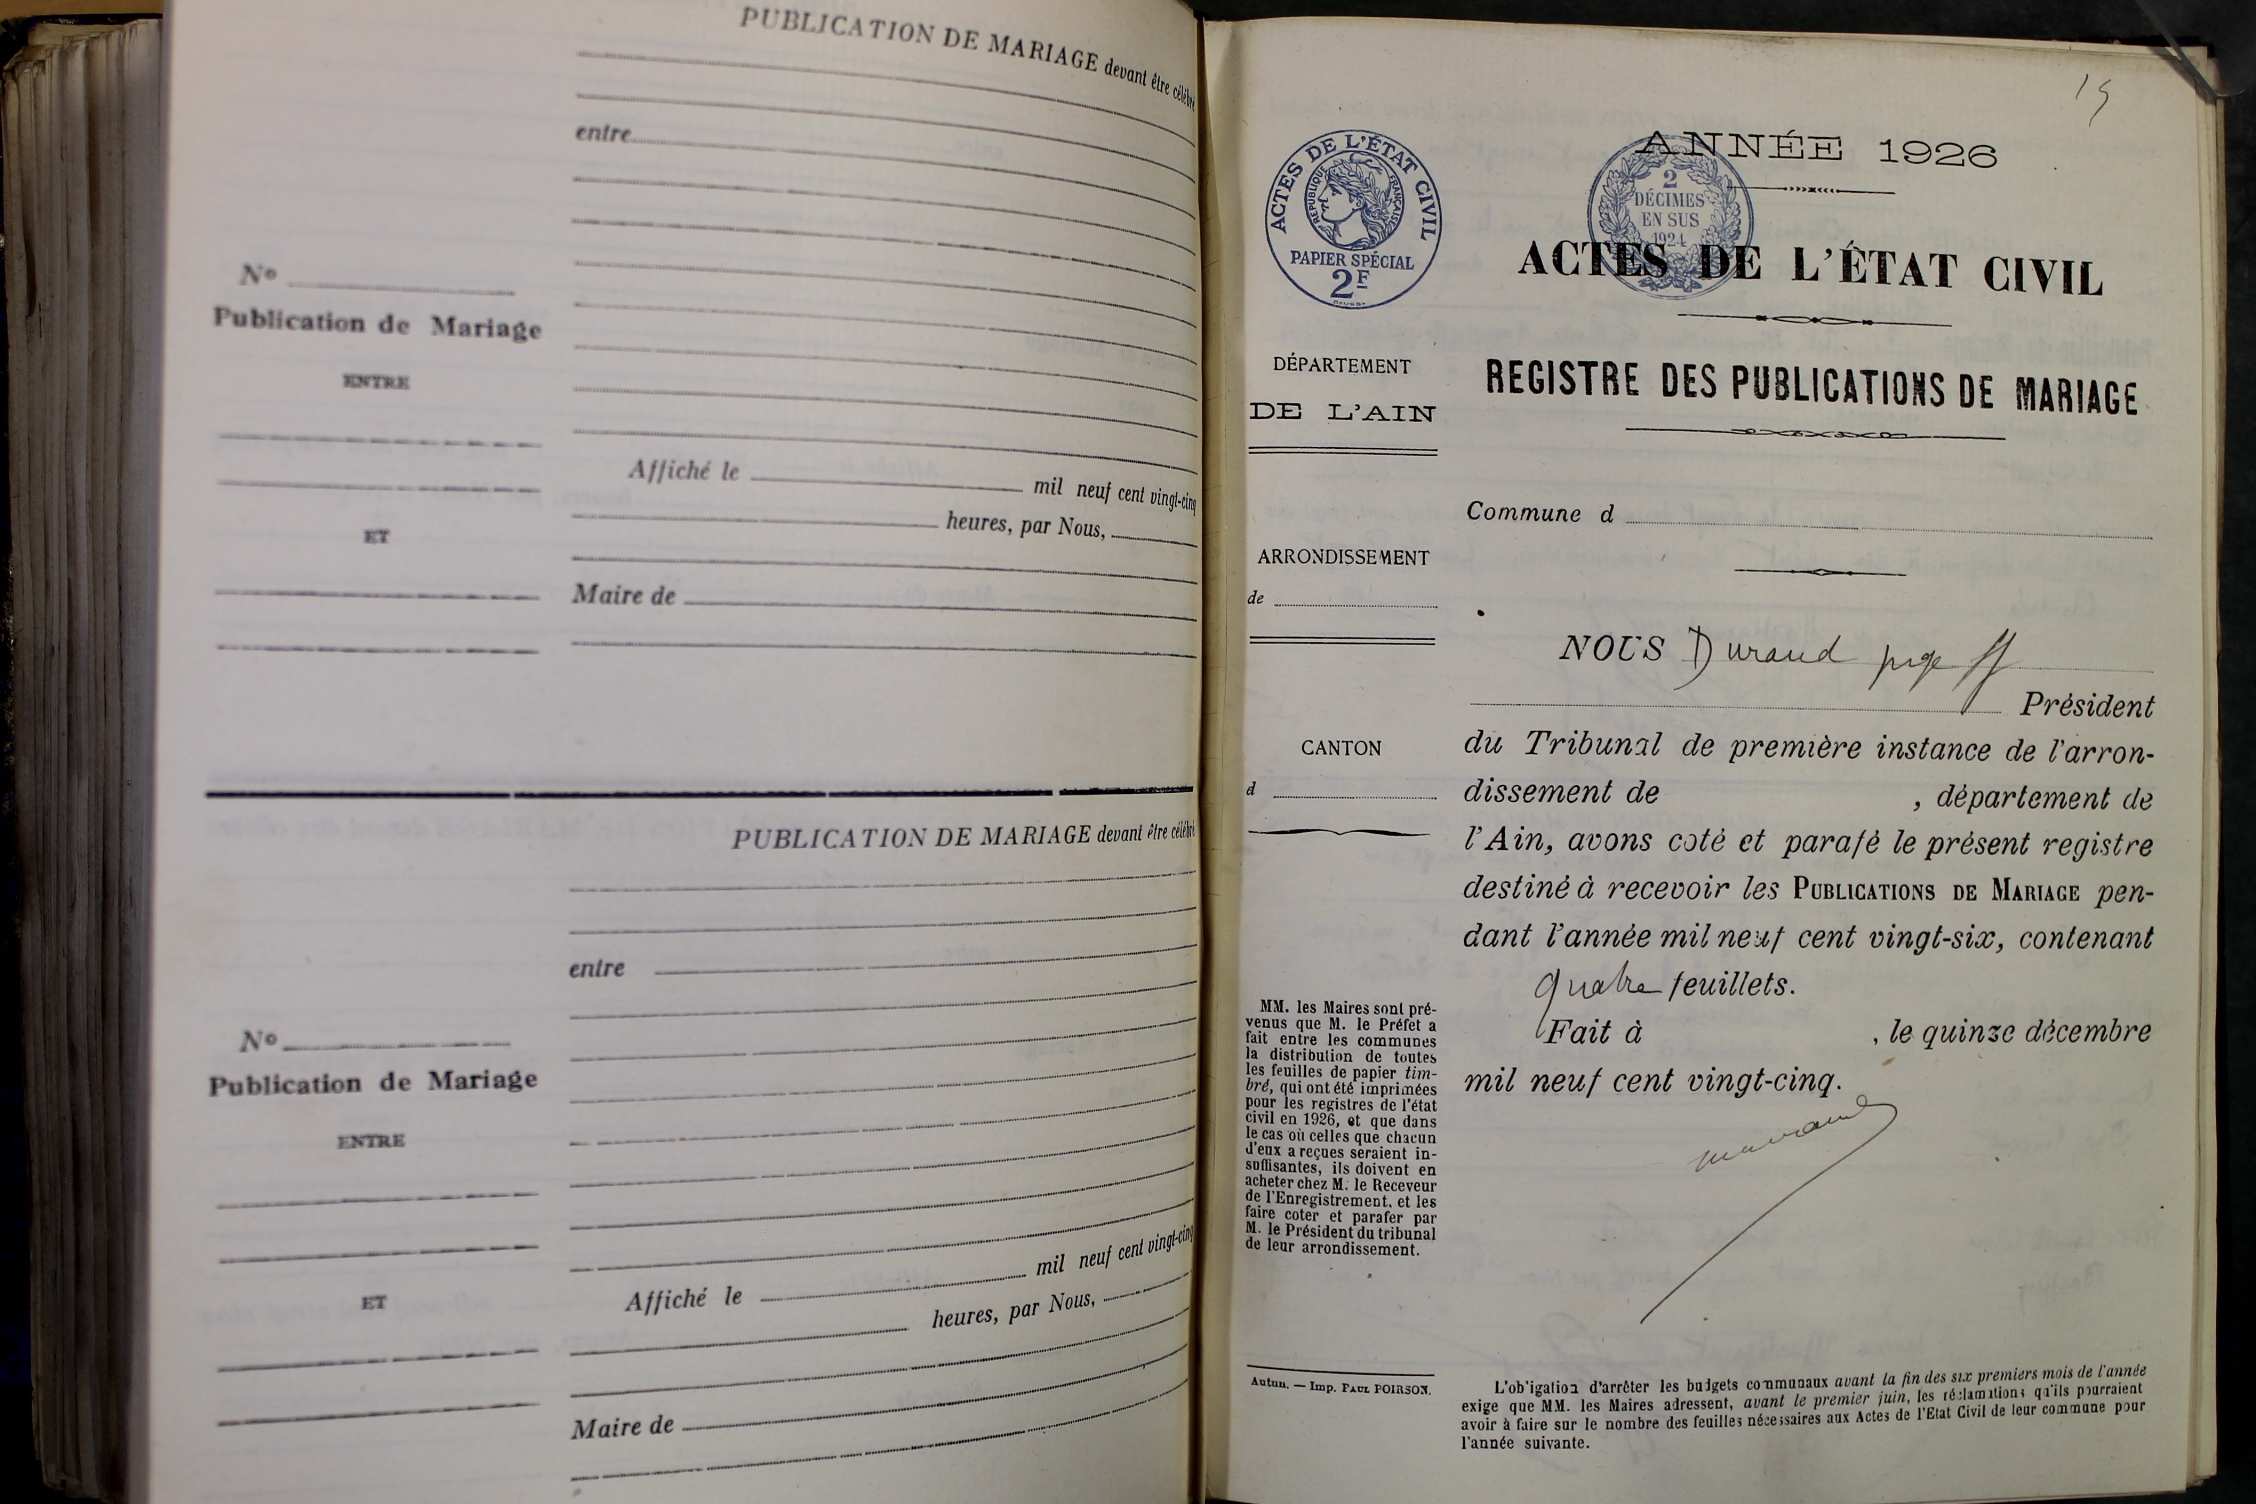 PUBLICATION DE MARIAGE devant être célébré
entre
Nº
Publication de Mariage
ENTRE
ET
Affiché le mil neuf cent vingt-cinq
heures, par Nous,
Maire de
PUBLICATION DE MARIAGE devant être célébré
entre
Nº
Publication de Mariage
ENTRE
ET
Affiché le mil neuf cent vingt-cinq
heures, par Nous,
Maire de
ACTES DE L'ÉTAT CIVIL
RÉPUBLIQUE FRANÇAISE
PAPIER SPÉCIAL
2F
DÉPARTEMENT
DE L'AIN
ARRONDISSEMENT
de
CANTON
d
MM. les Maires sont pré-
venus que M. le Préfet a
fait entre les communes
la distribution de toutes
les feuilles de papier tim-
bré, qui ont été imprimées
pour les registres de l'état
civil en 1926, et que dans
le cas où celles que chacun
d'eux a reçues seraient in-
suffisantes, ils doivent en
acheter chez M. le Receveur
de l'Enregistrement, et les
faire coter et parafer par
M. le Président du tribunal
de leur arrondissement.
Autun. — Imp. PAUL POIRSON.
ANNÉE 1926
2
DÉCIMES
EN SUS
1924
ACTES DE L'ÉTAT CIVIL
REGISTRE DES PUBLICATIONS DE MARIAGE
Commune d
NOUS Durand juge
Président
du Tribunal de première instance de l'arron-
dissement de , département de
l'Ain, avons coté et parafé le présent registre
destiné à recevoir les PUBLICATIONS DE MARIAGE pen-
dant l'année mil neuf cent vingt-six, contenant
quatre feuillets.
Fait à , le quinze décembre
mil neuf cent vingt-cinq.
L'obligation d'arrêter les budgets communaux avant la fin des six premiers mois de l'année
exige que MM. les Maires adressent, avant le premier juin, les réclamations qu'ils pourraient
avoir à faire sur le nombre des feuilles nécessaires aux Actes de l'Etat Civil de leur commune pour
l'année suivante.